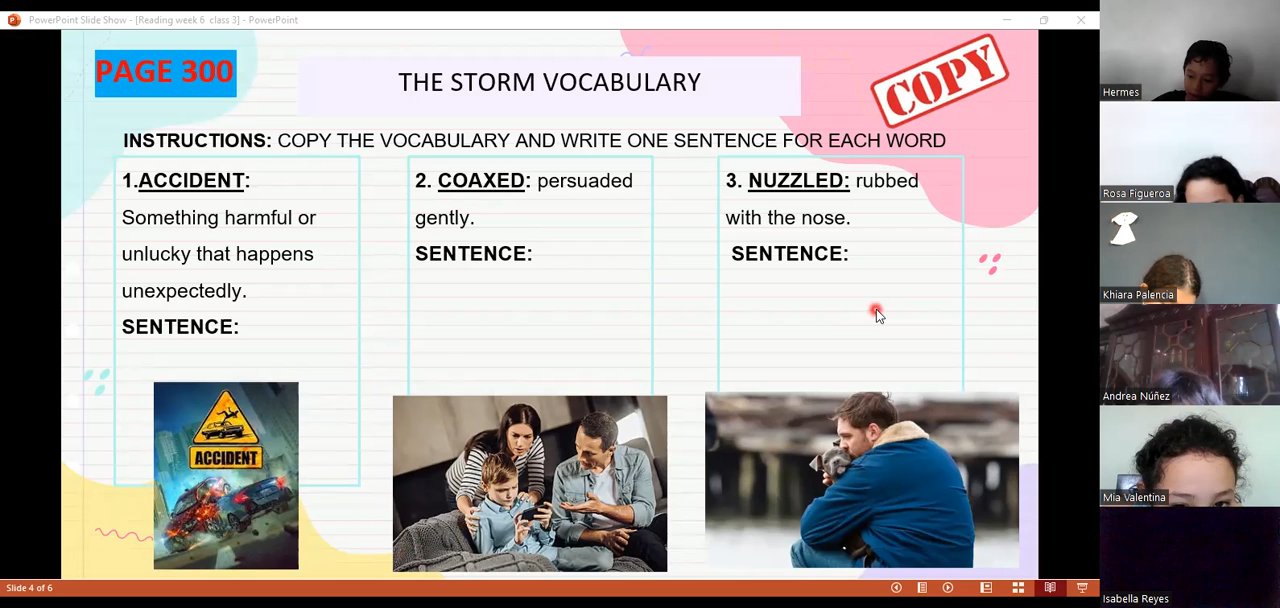 PowerPoint Slide Show - [Reading week 6 class 3] - PowerPoint
PAGE 300
THE STORM VOCABULARY
COPY
INSTRUCTIONS: COPY THE VOCABULARY AND WRITE ONE SENTENCE FOR EACH WORD
1.ACCIDENT:
Something harmful or
unlucky that happens
unexpectedly.
SENTENCE:
2. COAXED: persuaded
gently.
SENTENCE:
3. NUZZLED: rubbed
with the nose.
SENTENCE:
ACCIDENT
Slide 4 of 6
Hermes
Rosa Figueroa
Khiara Palencia
Andrea Núñez
Mia Valentina
Isabella Reyes